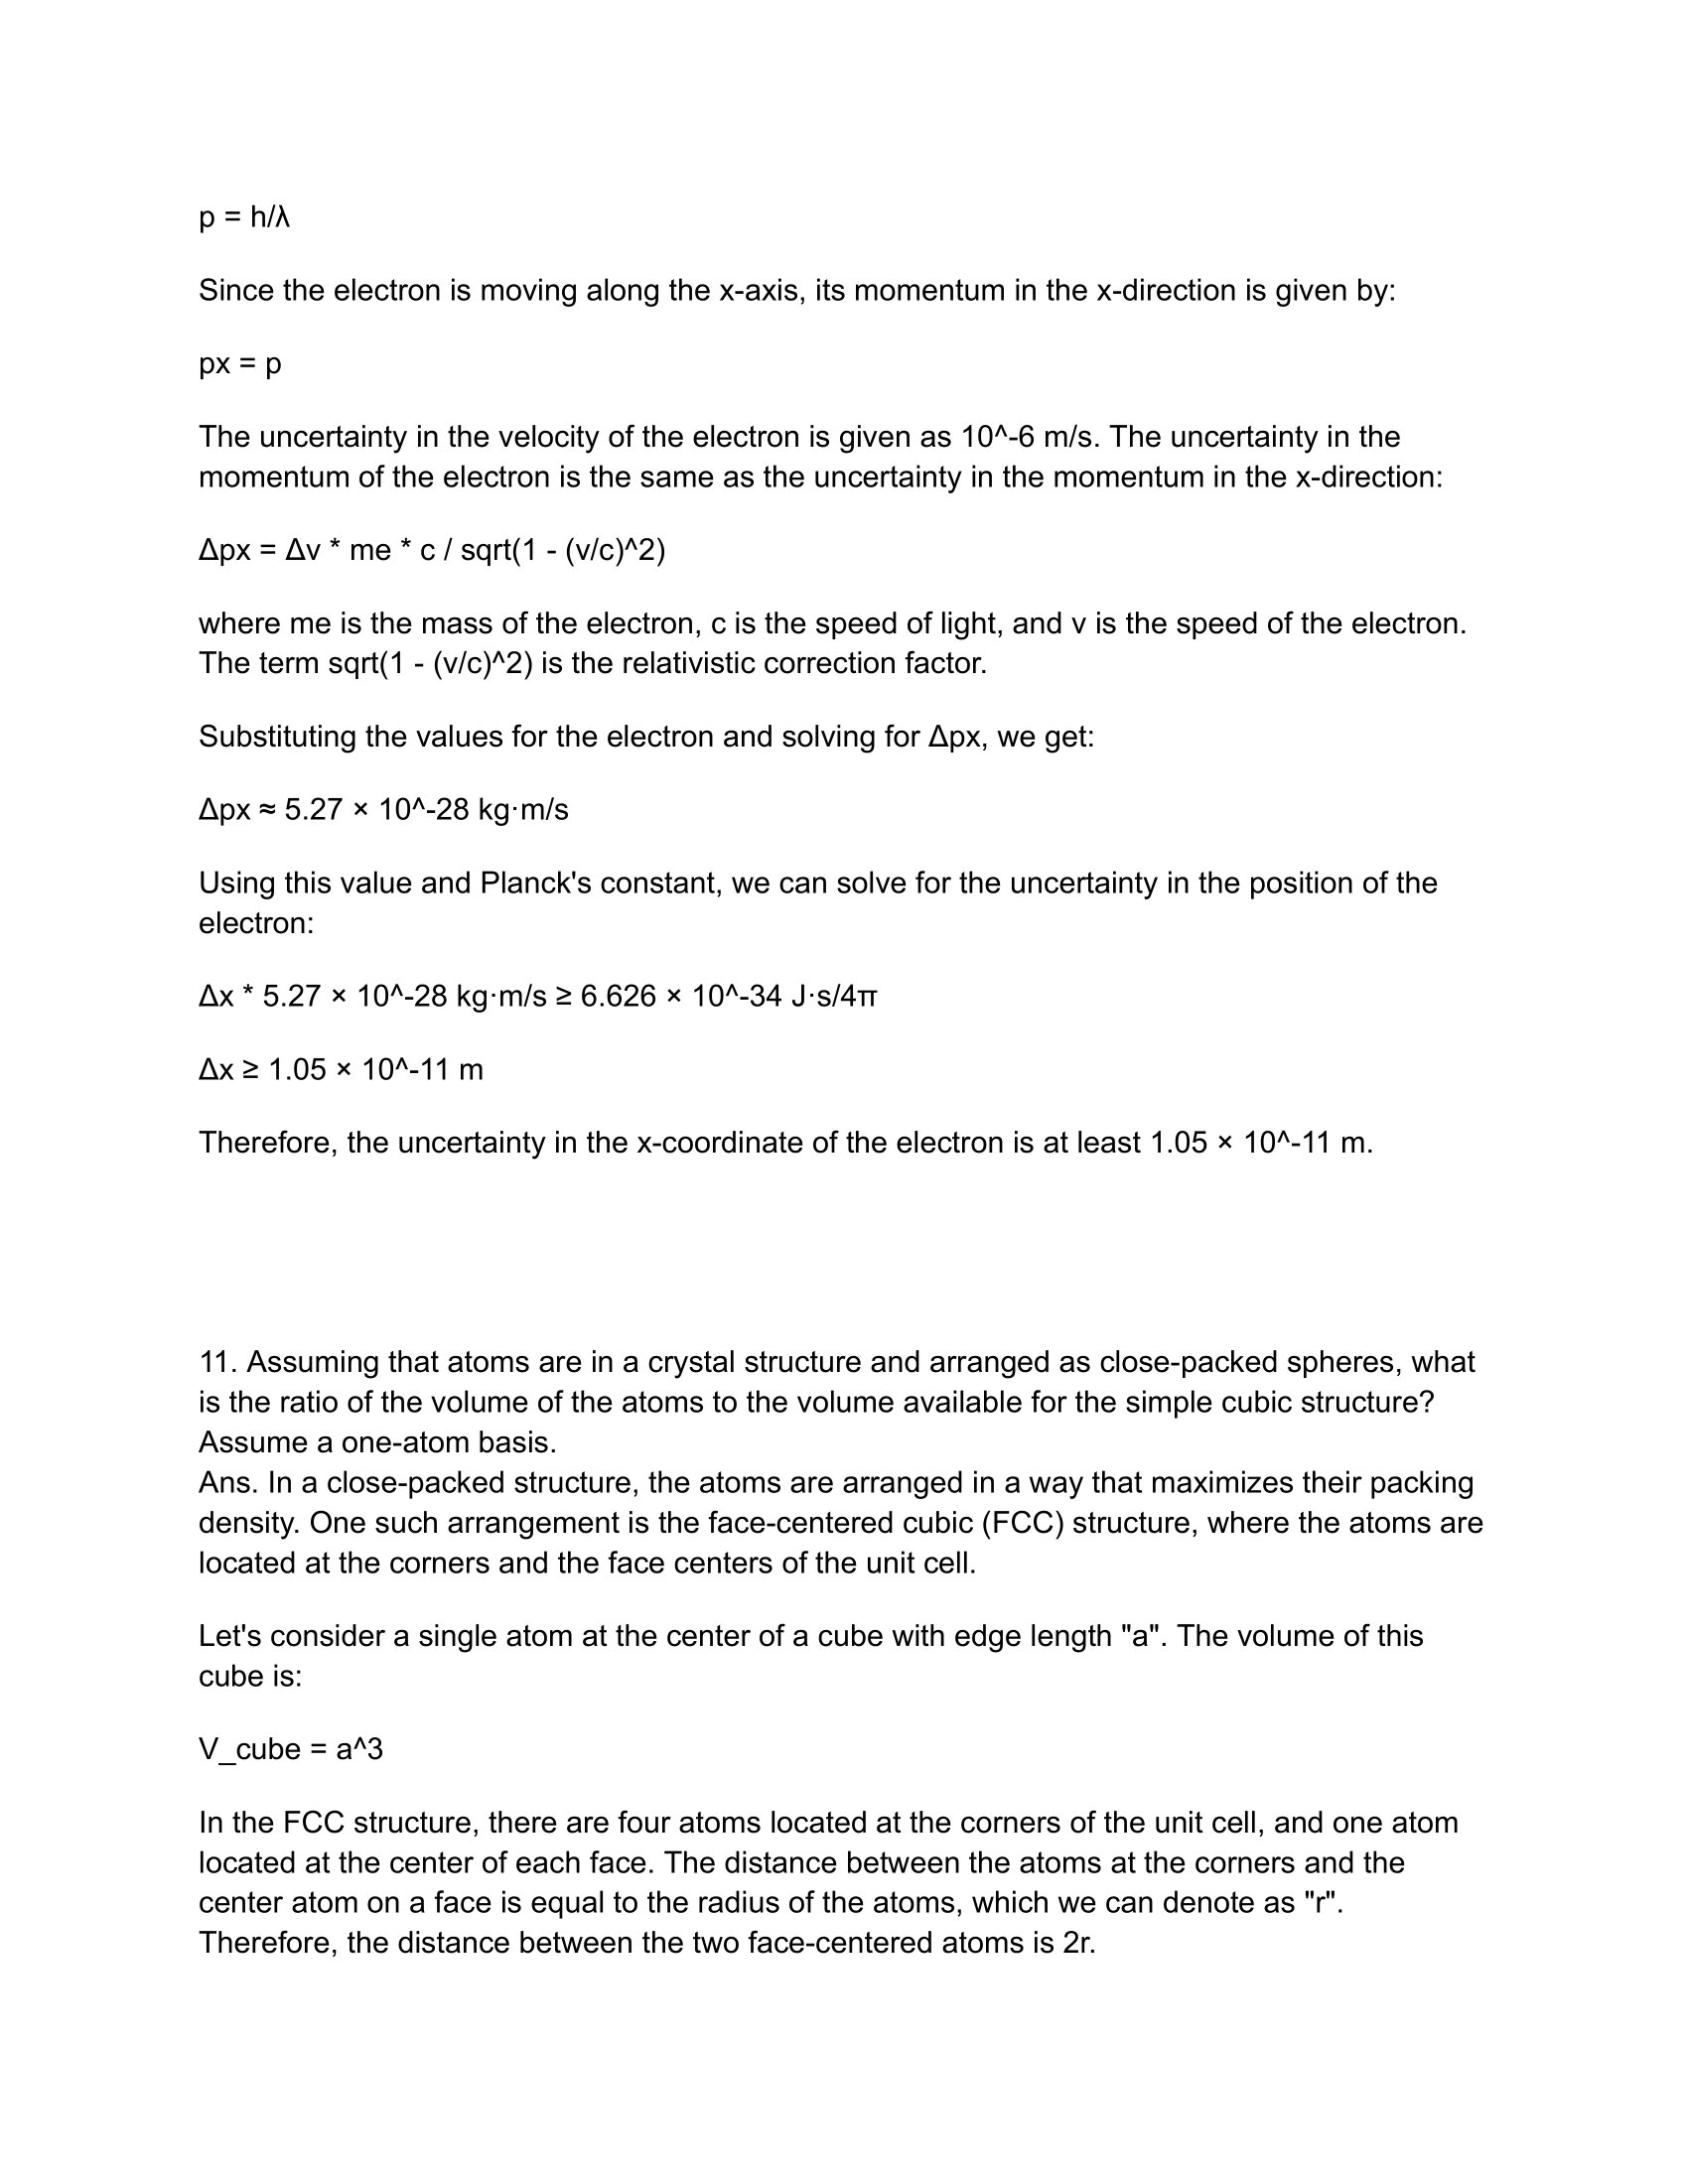 p = h/λ
Since the electron is moving along the x-axis, its momentum in the x-direction is given by:
px = p
The uncertainty in the velocity of the electron is given as 10^-6 m/s. The uncertainty in the
momentum of the electron is the same as the uncertainty in the momentum in the x-direction:
Δpx = Δv * me * c / sqrt(1 - (v/c)^2)
where me is the mass of the electron, c is the speed of light, and v is the speed of the electron.
The term sqrt(1 - (v/c)^2) is the relativistic correction factor.
Substituting the values for the electron and solving for Δpx, we get:
Δpx ≈ 5.27 × 10^-28 kg·m/s
Using this value and Planck's constant, we can solve for the uncertainty in the position of the
electron:
Δx * 5.27 × 10^-28 kg·m/s ≥ 6.626 × 10^-34 J·s/4π
Δx ≥ 1.05 × 10^-11 m
Therefore, the uncertainty in the x-coordinate of the electron is at least 1.05 × 10^-11 m.
11. Assuming that atoms are in a crystal structure and arranged as close-packed spheres, what
is the ratio of the volume of the atoms to the volume available for the simple cubic structure?
Assume a one-atom basis.
Ans. In a close-packed structure, the atoms are arranged in a way that maximizes their packing
density. One such arrangement is the face-centered cubic (FCC) structure, where the atoms are
located at the corners and the face centers of the unit cell.
Let's consider a single atom at the center of a cube with edge length "a". The volume of this
cube is:
V_cube = a^3
In the FCC structure, there are four atoms located at the corners of the unit cell, and one atom
located at the center of each face. The distance between the atoms at the corners and the
center atom on a face is equal to the radius of the atoms, which we can denote as "r".
Therefore, the distance between the two face-centered atoms is 2r.